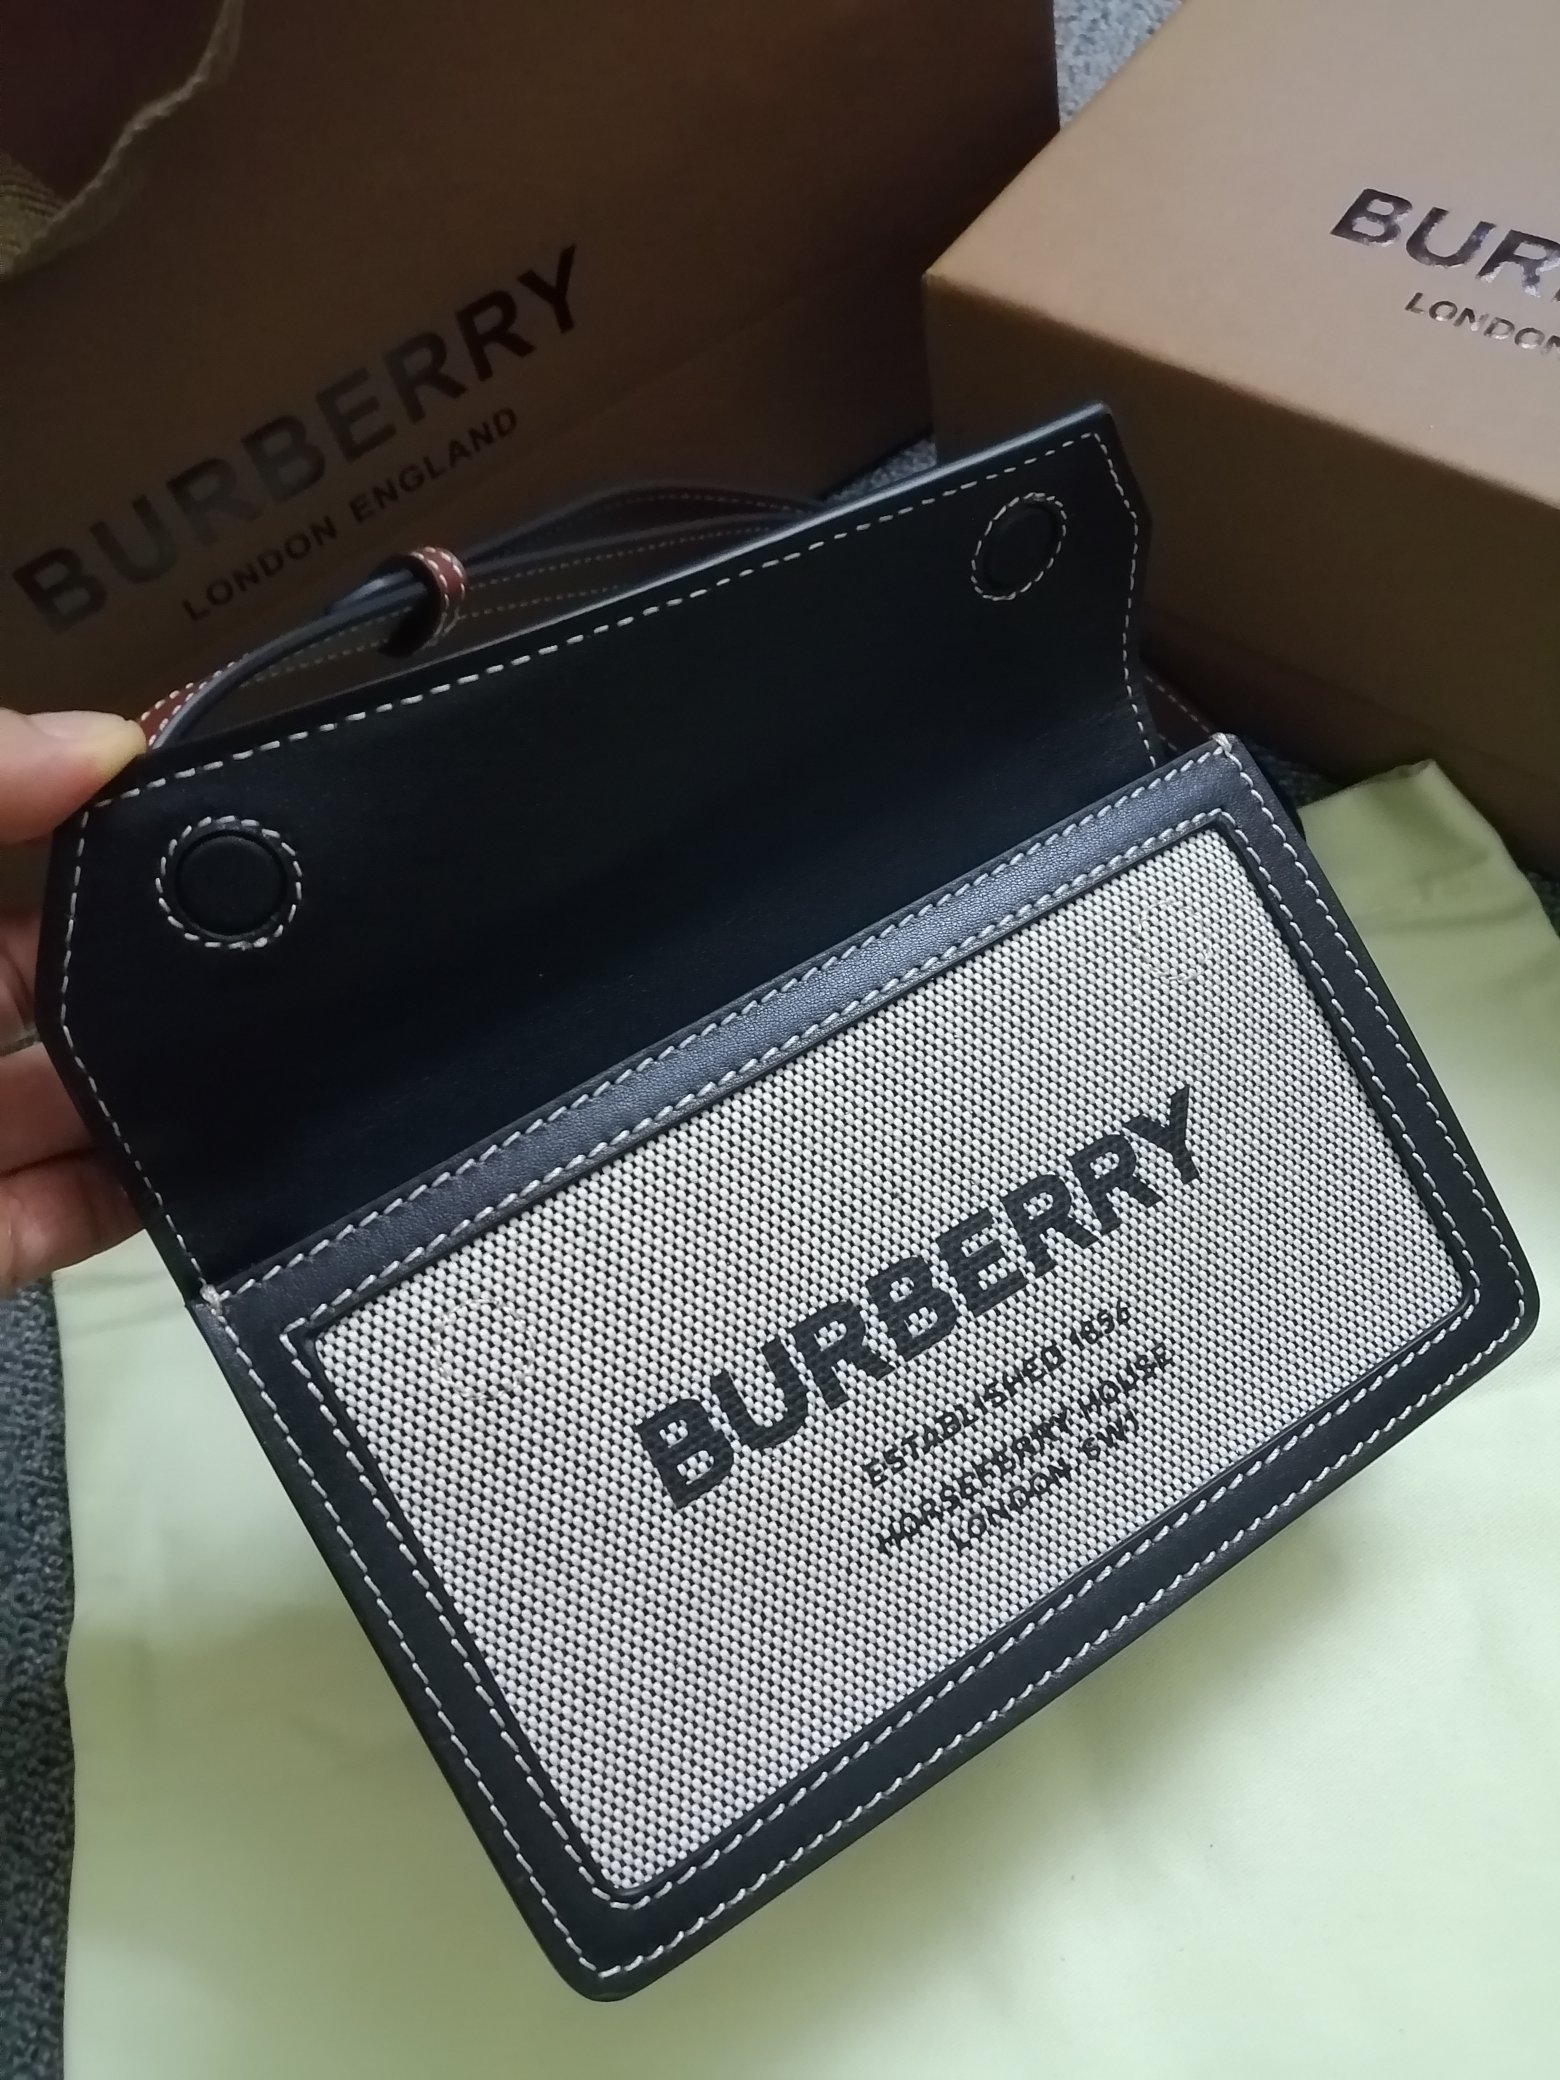 BURBERRY
LONDON ENGLAND
BUR
LONDON
BURBERRY
ESTABLISHED 1856
HORSEFERRY HOUSE
LONDON SW1